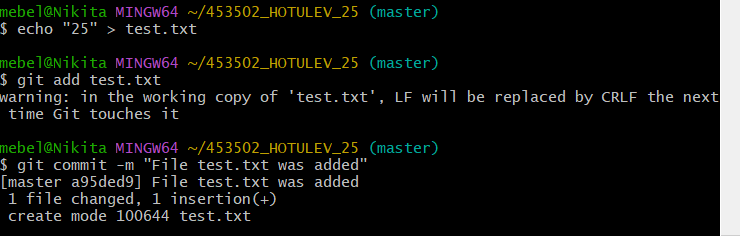 mebel@Nikita MINGW64 ~/453502_HOTULEV_25 (master)
$ echo "25" > test.txt
mebel@Nikita MINGW64 ~/453502_HOTULEV_25 (master)
$ git add test.txt
warning: in the working copy of 'test.txt', LF will be replaced by CRLF the next
 time Git touches it
mebel@Nikita MINGW64 ~/453502_HOTULEV_25 (master)
$ git commit -m "File test.txt was added"
[master a95ded9] File test.txt was added
 1 file changed, 1 insertion(+)
 create mode 100644 test.txt